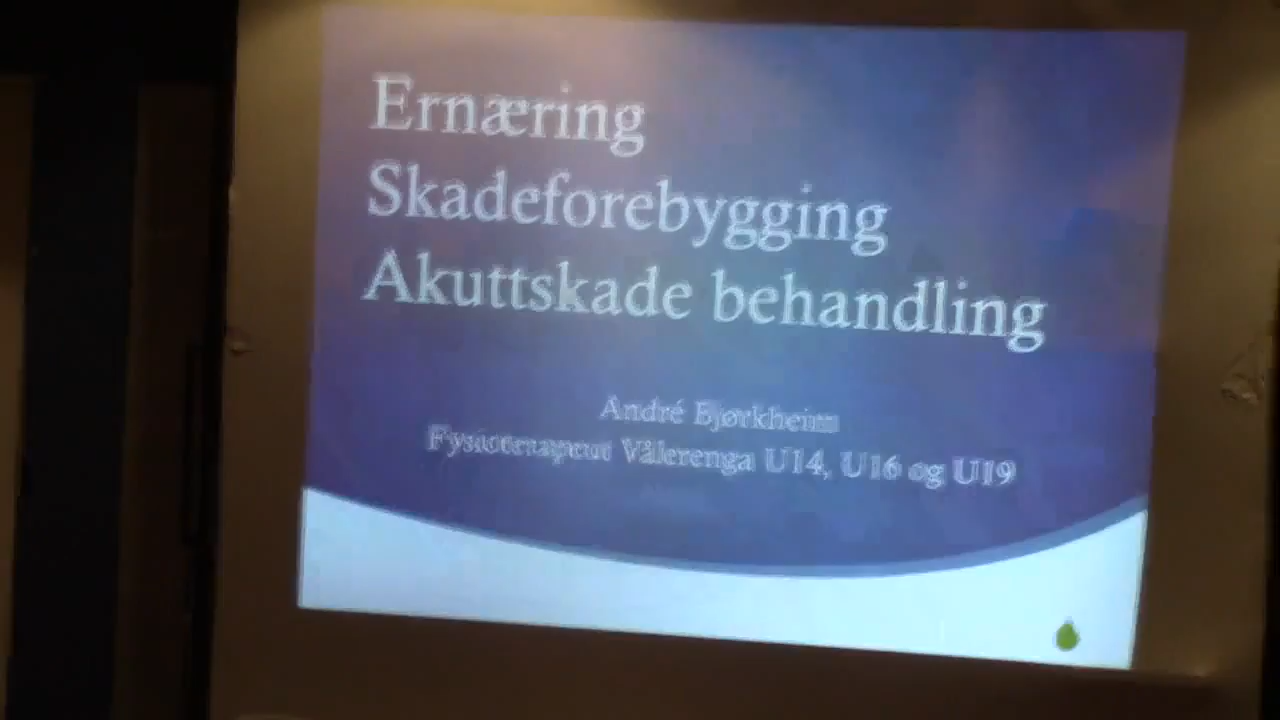 Ernæring
Skadeforebygging
Akuttskade behandling
André Bjørkheim
Fysioterapeut Vålerenga U14, U16 og U19